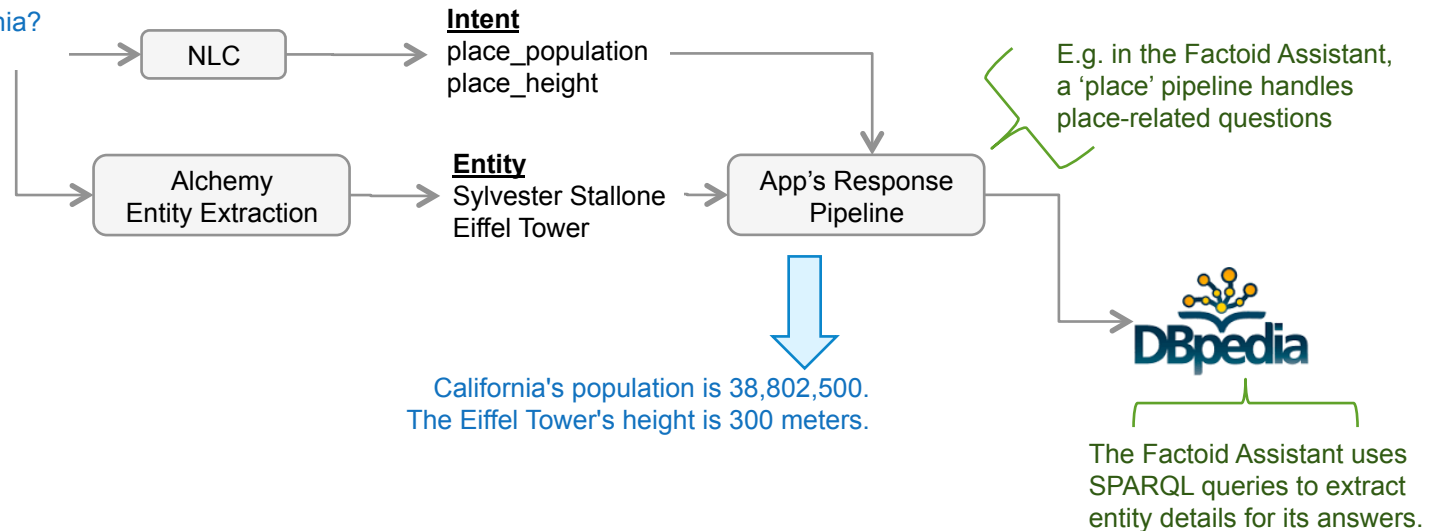 nia?
NLC
Intent
place_population
place_height
E.g. in the Factoid Assistant,
a ‘place’ pipeline handles
place-related questions
Alchemy
Entity Extraction
Entity
Sylvester Stallone
Eiffel Tower
App’s Response
Pipeline
DBpedia
California's population is 38,802,500.
The Eiffel Tower's height is 300 meters.
The Factoid Assistant uses
SPARQL queries to extract
entity details for its answers.